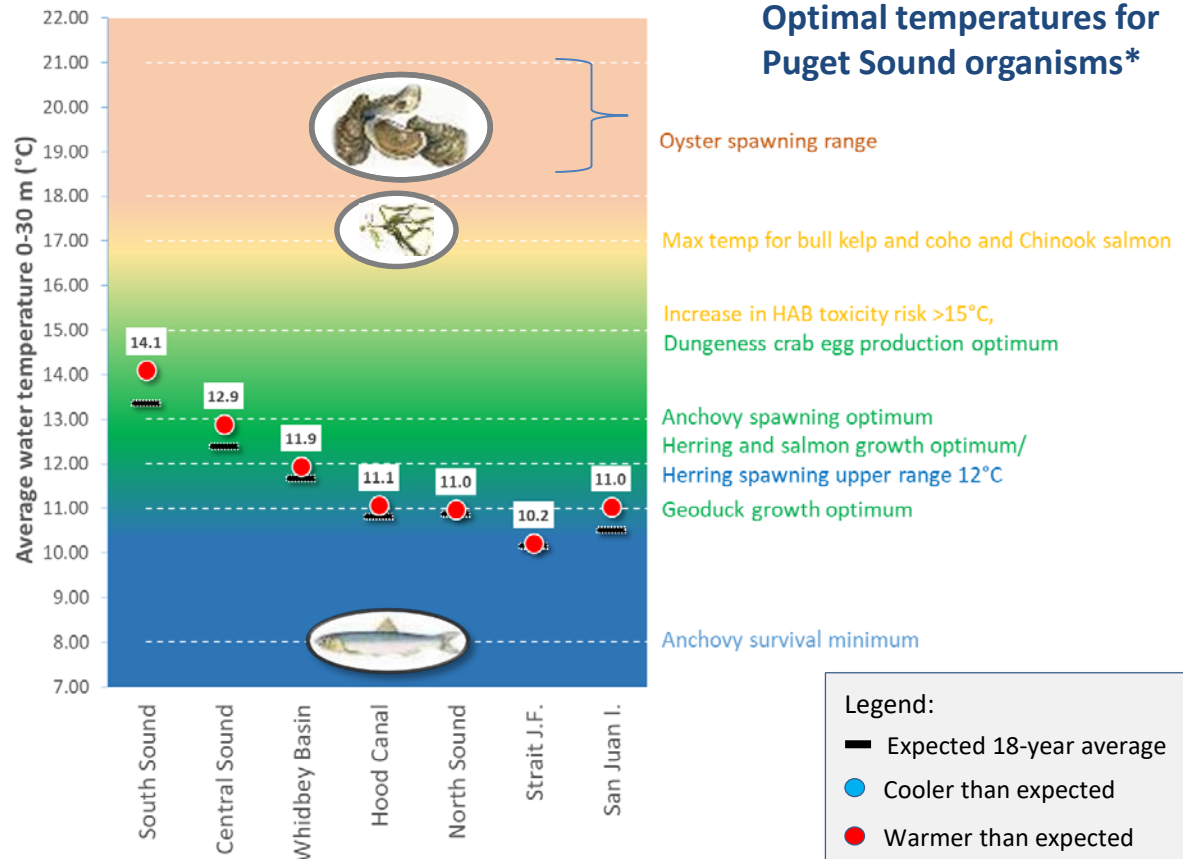 Optimal temperatures for
Puget Sound organisms*
Average water temperature 0-30 m (°C)
22.00
21.00
20.00
19.00
18.00
17.00
16.00
15.00
14.00
13.00
12.00
11.00
10.00
9.00
8.00
7.00
14.1
12.9
11.9
11.1
11.0
10.2
11.0
South Sound
Central Sound
Whidbey Basin
Hood Canal
North Sound
Strait J.F.
San Juan I.
Oyster spawning range
Max temp for bull kelp and coho and Chinook salmon
Increase in HAB toxicity risk >15°C,
Dungeness crab egg production optimum
Anchovy spawning optimum
Herring and salmon growth optimum/
Herring spawning upper range 12°C
Geoduck growth optimum
Anchovy survival minimum
Legend:
Expected 18-year average
Cooler than expected
Warmer than expected